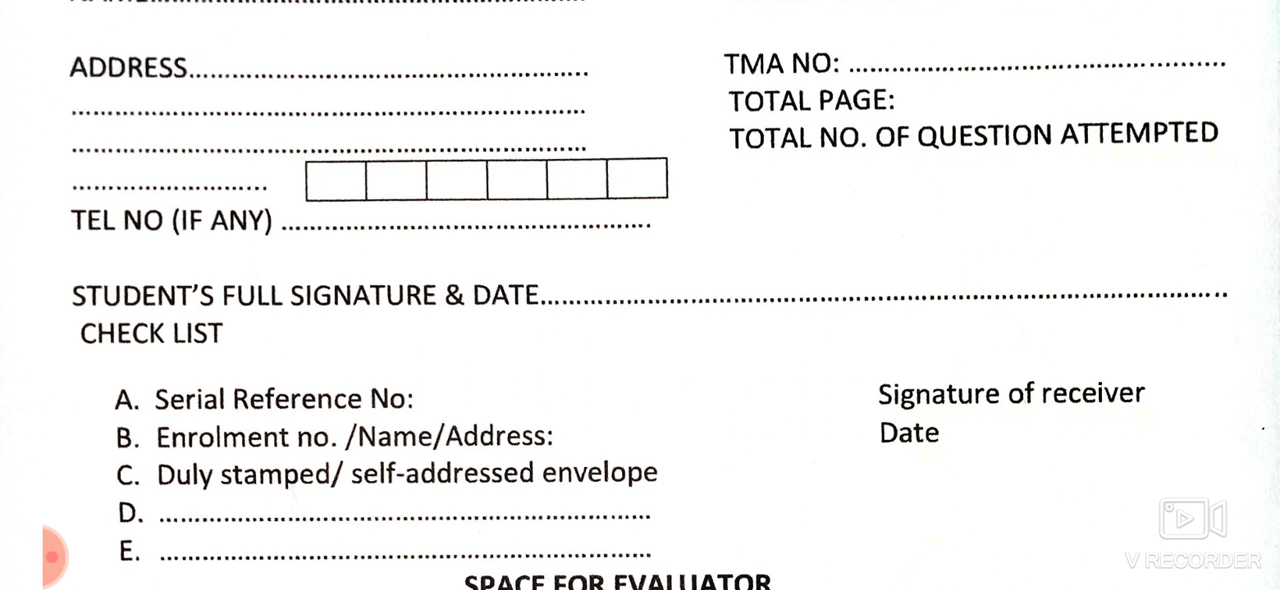 ADDRESS............................................................
TMA NO: ....................................................
TOTAL PAGE:
TOTAL NO. OF QUESTION ATTEMPTED
TEL NO (IF ANY) ...................................................
STUDENT'S FULL SIGNATURE & DATE................................................................................................
CHECK LIST
A. Serial Reference No:
B. Enrolment no. /Name/Address:
C. Duly stamped/ self-addressed envelope
D. ....................................................................
E. ....................................................................
Signature of receiver
Date
SPACE FOR EVALUATOR
V RECORDER